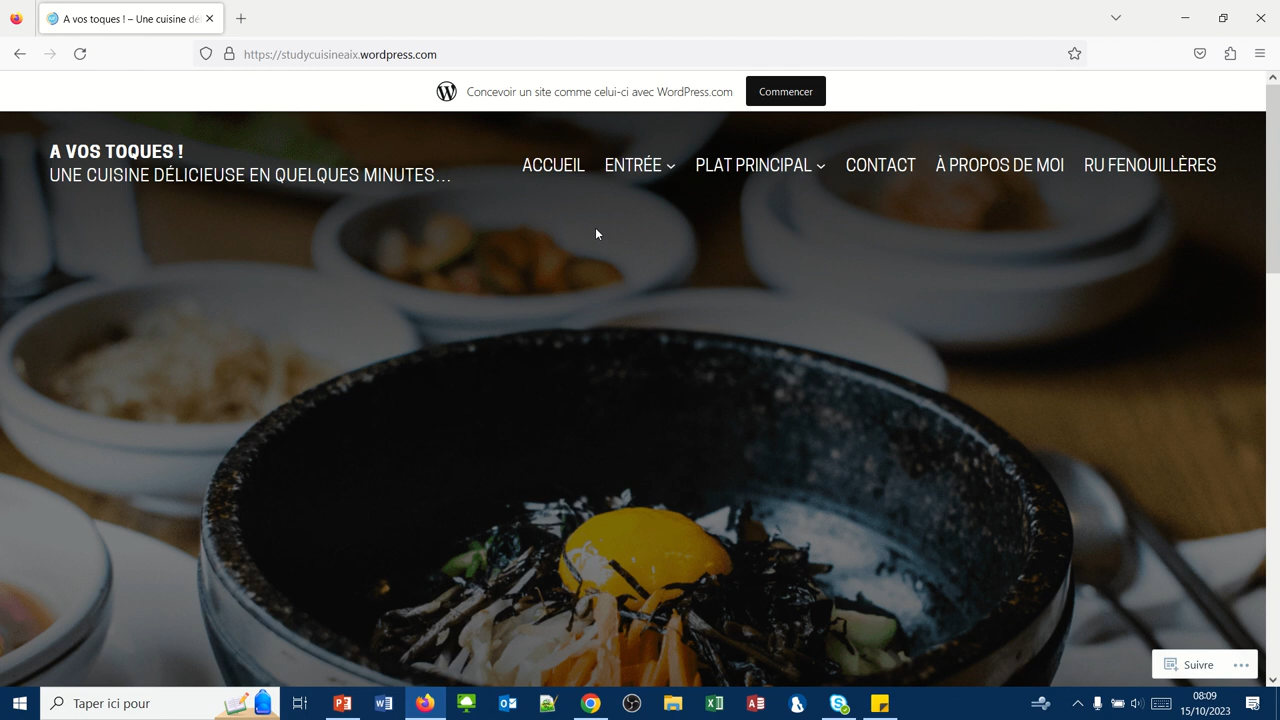 A vos toques ! – Une cuisine dé
https://studycuisineaix.wordpress.com
Concevoir un site comme celui-ci avec WordPress.com
Commencer
A VOS TOQUES !
UNE CUISINE DÉLICIEUSE EN QUELQUES MINUTES…
ACCUEIL ENTRÉE PLAT PRINCIPAL CONTACT À PROPOS DE MOI RU FENOUILLÈRES
Suivre
Taper ici pour
08:09
15/10/2023